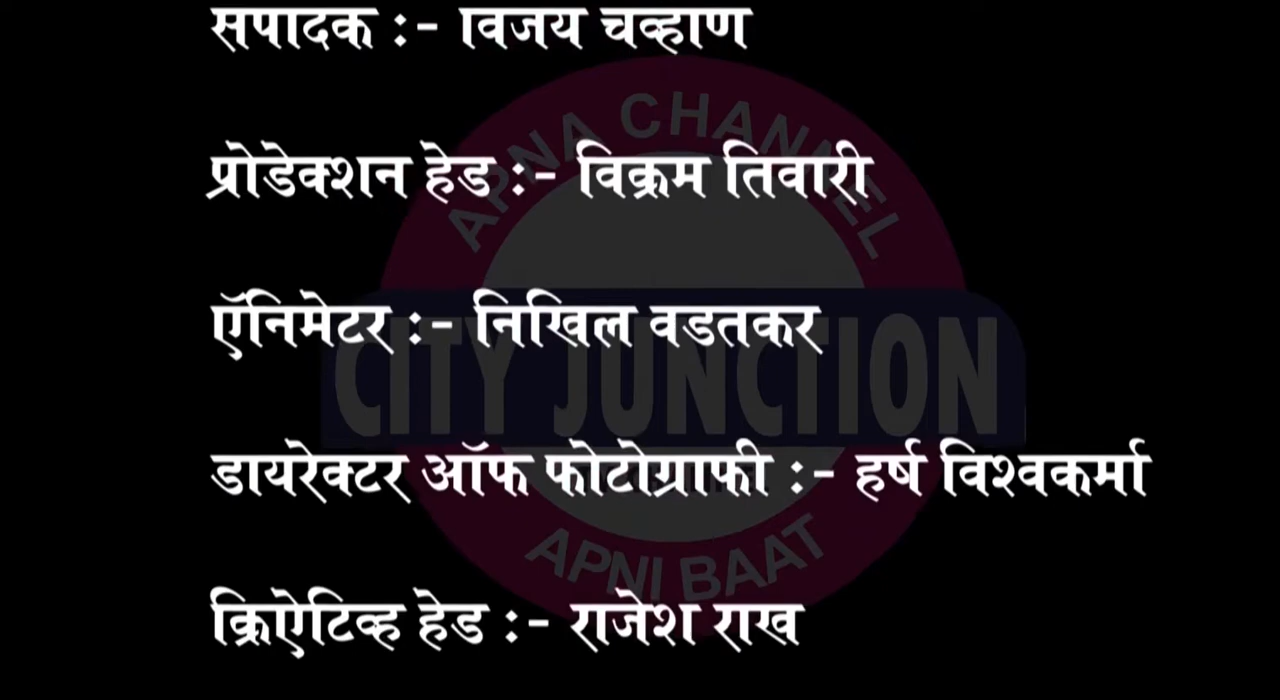 संपादक :- विजय चव्हाण
APNA CHANNEL
प्रोडेक्शन हेड :- विक्रम तिवारी
ऍनिमेटर :- निखिल वडतकर
CITY JUNCTION
डायरेक्टर ऑफ फोटोग्राफी :- हर्ष विश्वकर्मा
APNI BAAT
क्रिऐटिव्ह हेड :- राजेश राख